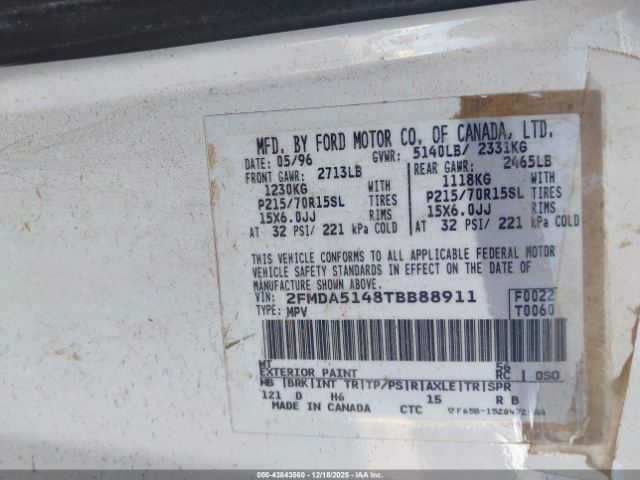 MFD. BY FORD MOTOR CO. OF CANADA, LTD.
DATE: 05/96 GVWR: 5140LB/ 2331KG
FRONT GAWR: 2713LB REAR GAWR: 2465LB
1230KG WITH 1118KG WITH
P215/70R15SL TIRES P215/70R15SL TIRES
15X6.0JJ RIMS 15X6.0JJ RIMS
AT 32 PSI/ 221 kPa COLD AT 32 PSI/ 221 kPa COLD
THIS VEHICLE CONFORMS TO ALL APPLICABLE FEDERAL MOTOR
VEHICLE SAFETY STANDARDS IN EFFECT ON THE DATE OF
MANUFACTURE SHOWN ABOVE.
VIN: 2FMDA5148TBB88911 F0022
TYPE: MPV T0060
WT 56
EXTERIOR PAINT RC DSO
WB BRK INT TR TP/PS R AXLE TR SPR
121 D H6 15 R B
MADE IN CANADA CTC
000-43843560 - 12/18/2025 - IAAI.CA